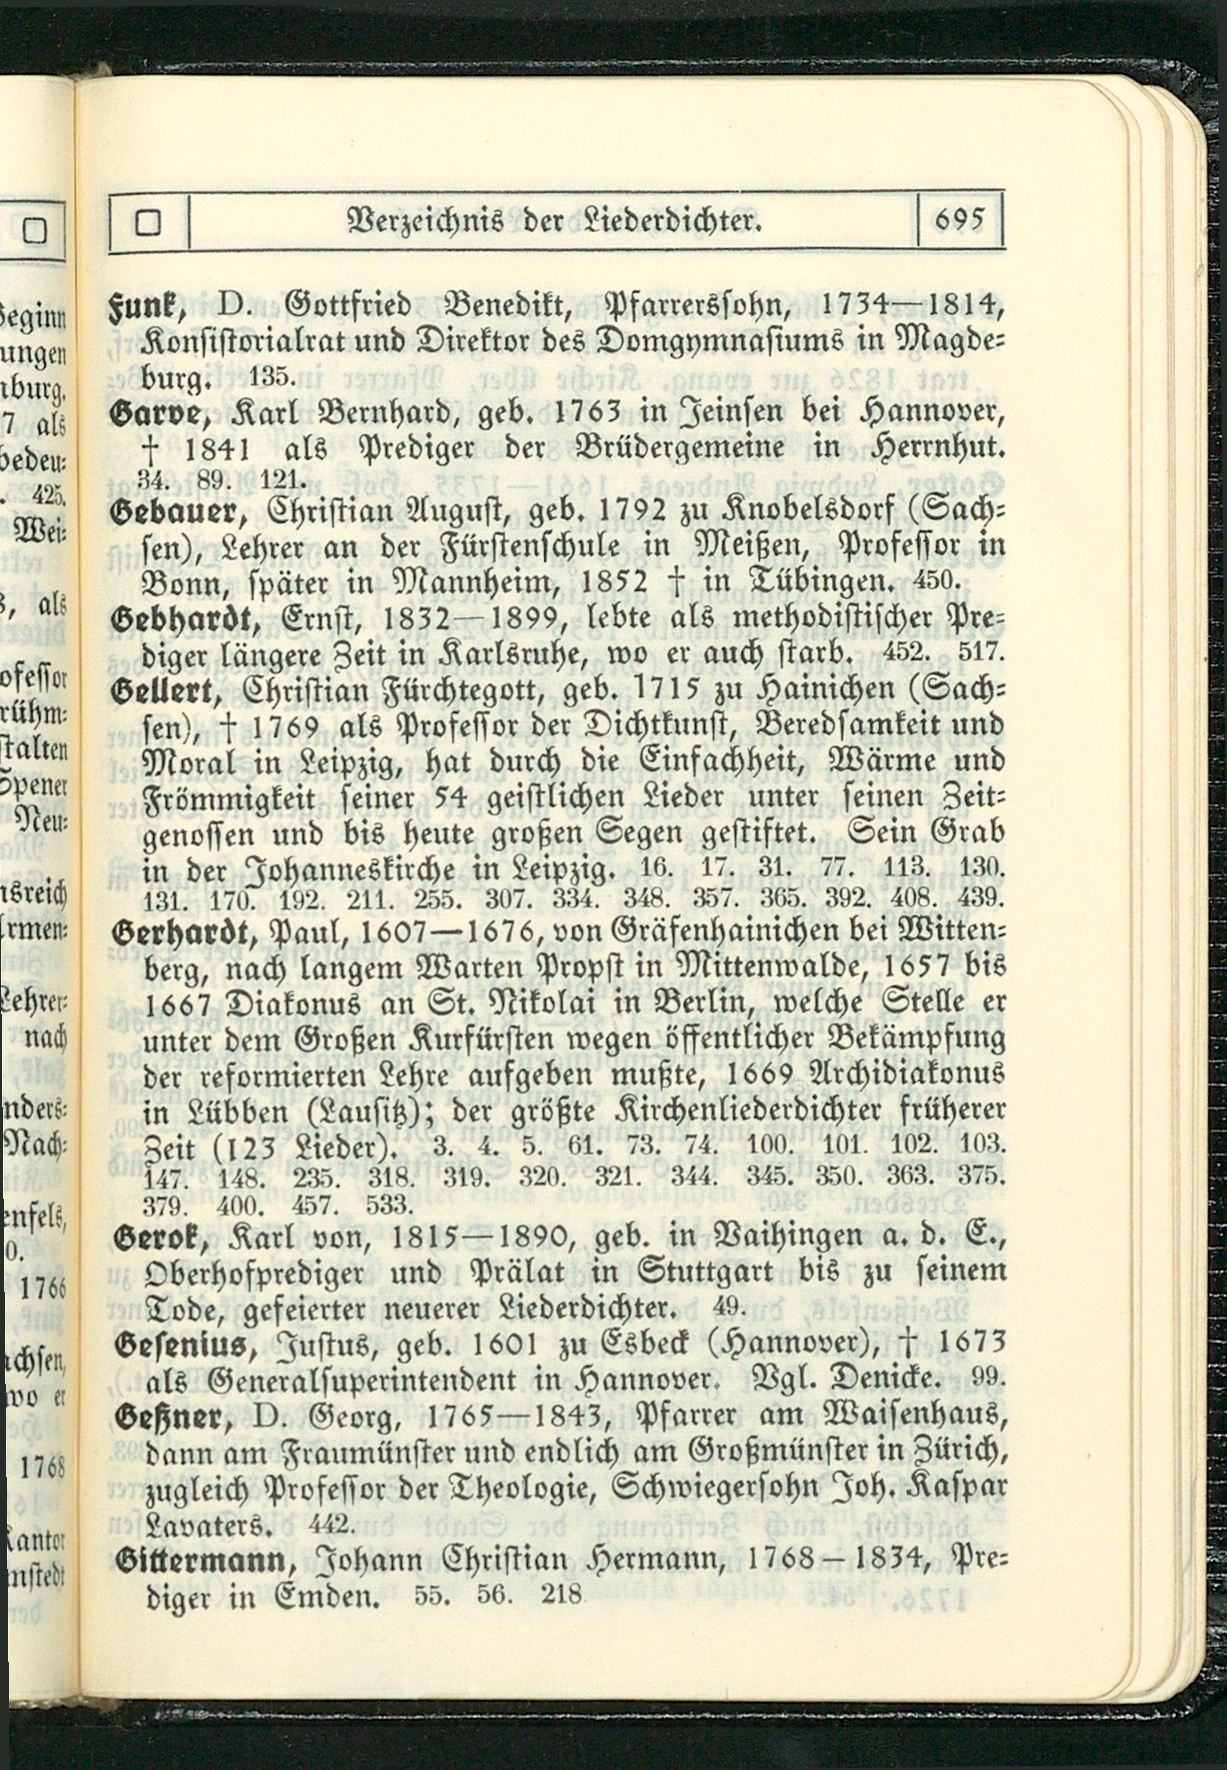 Verzeichnis der Liederdichter. 695
Funk, D. Gottfried Benedikt, Pfarrerssohn, 1734—1814,
Konsistorialrat und Direktor des Domgymnasiums in Magde-
burg. 135.
Garve, Karl Bernhard, geb. 1763 in Jeinsen bei Hannover,
† 1841 als Prediger der Brüdergemeine in Herrnhut.
34. 89. 121.
Gebauer, Christian August, geb. 1792 zu Knobelsdorf (Sach-
sen), Lehrer an der Fürstenschule in Meißen, Professor in
Bonn, später in Mannheim, 1852 † in Tübingen. 450.
Gebhardt, Ernst, 1832—1899, lebte als methodistischer Pre-
diger längere Zeit in Karlsruhe, wo er auch starb. 452. 517.
Gellert, Christian Fürchtegott, geb. 1715 zu Hainichen (Sach-
sen), † 1769 als Professor der Dichtkunst, Beredsamkeit und
Moral in Leipzig, hat durch die Einfachheit, Wärme und
Frömmigkeit seiner 54 geistlichen Lieder unter seinen Zeit-
genossen und bis heute großen Segen gestiftet. Sein Grab
in der Johanneskirche in Leipzig. 16. 17. 31. 77. 113. 130.
131. 170. 192. 211. 255. 307. 334. 348. 357. 365. 392. 408. 439.
Gerhardt, Paul, 1607—1676, von Gräfenhainichen bei Witten-
berg, nach langem Warten Propst in Mittenwalde, 1657 bis
1667 Diakonus an St. Nikolai in Berlin, welche Stelle er
unter dem Großen Kurfürsten wegen öffentlicher Bekämpfung
der reformierten Lehre aufgeben mußte, 1669 Archidiakonus
in Lübben (Lausitz); der größte Kirchenliederdichter früherer
Zeit (123 Lieder). 3. 4. 5. 61. 73. 74. 100. 101. 102. 103.
147. 148. 235. 318. 319. 320. 321. 344. 345. 350. 363. 375.
379. 400. 457. 533.
Gerok, Karl von, 1815—1890, geb. in Vaihingen a. d. E.,
Oberhofprediger und Prälat in Stuttgart bis zu seinem
Tode, gefeierter neuerer Liederdichter. 49.
Gesenius, Justus, geb. 1601 zu Esbeck (Hannover), † 1673
als Generalsuperintendent in Hannover. Vgl. Denicke. 99.
Geßner, D. Georg, 1765—1843, Pfarrer am Waisenhaus,
dann am Fraumünster und endlich am Großmünster in Zürich,
zugleich Professor der Theologie, Schwiegersohn Joh. Kaspar
Lavaters. 442.
Gittermann, Johann Christian Hermann, 1768–1834, Pre-
diger in Emden. 55. 56. 218